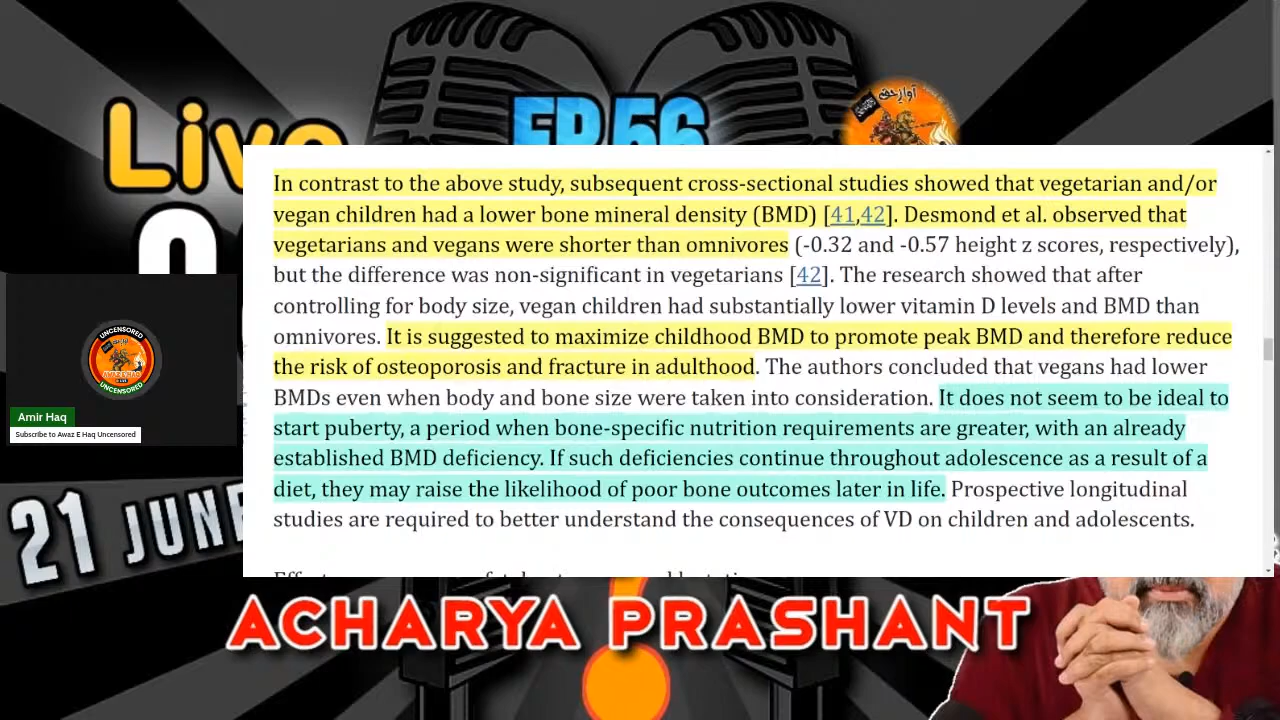 Live
EP 56
آواز حق
In contrast to the above study, subsequent cross-sectional studies showed that vegetarian and/or
vegan children had a lower bone mineral density (BMD) [41,42]. Desmond et al. observed that
vegetarians and vegans were shorter than omnivores (-0.32 and -0.57 height z scores, respectively),
but the difference was non-significant in vegetarians [42]. The research showed that after
controlling for body size, vegan children had substantially lower vitamin D levels and BMD than
omnivores. It is suggested to maximize childhood BMD to promote peak BMD and therefore reduce
the risk of osteoporosis and fracture in adulthood. The authors concluded that vegans had lower
BMDs even when body and bone size were taken into consideration. It does not seem to be ideal to
start puberty, a period when bone-specific nutrition requirements are greater, with an already
established BMD deficiency. If such deficiencies continue throughout adolescence as a result of a
diet, they may raise the likelihood of poor bone outcomes later in life. Prospective longitudinal
studies are required to better understand the consequences of VD on children and adolescents.
UNCENSORED
UNCENSORED
Amir Haq
Subscribe to Awaz E Haq Uncensored
21 JUNE
ACHARYA PRASHANT